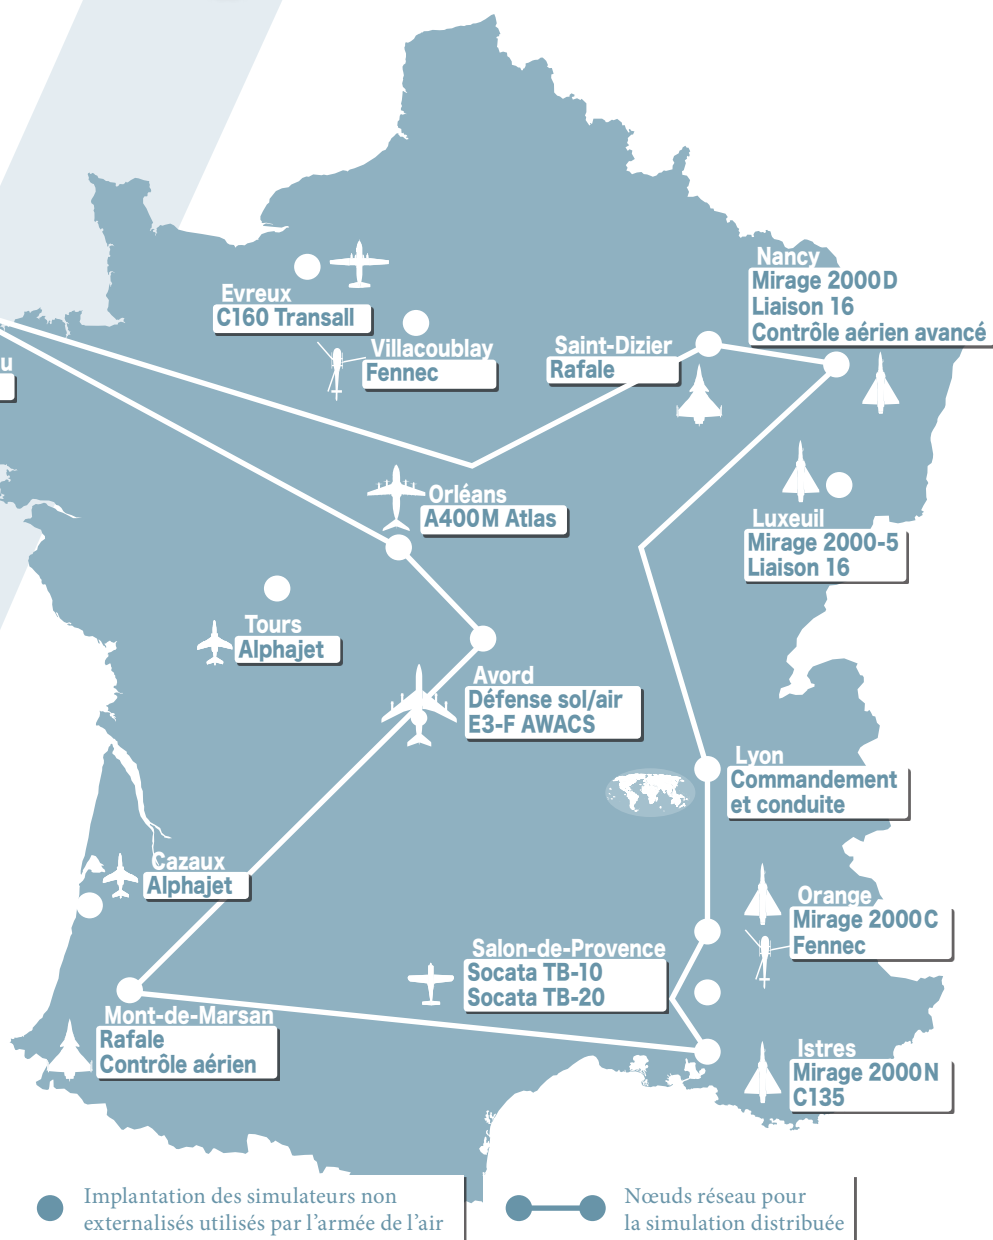 Evreux
C160 Transall
Villacoublay
Fennec
Saint-Dizier
Rafale
Nancy
Mirage 2000D
Liaison 16
Contrôle aérien avancé
u
Orléans
A400M Atlas
Luxeuil
Mirage 2000-5
Liaison 16
Tours
Alphajet
Avord
Défense sol/air
E3-F AWACS
Lyon
Commandement
et conduite
Cazaux
Alphajet
Orange
Mirage 2000C
Fennec
Salon-de-Provence
Socata TB-10
Socata TB-20
Mont-de-Marsan
Rafale
Contrôle aérien
Istres
Mirage 2000N
C135
Implantation des simulateurs non
externalisés utilisés par l'armée de l'air
Nœuds réseau pour
la simulation distribuée